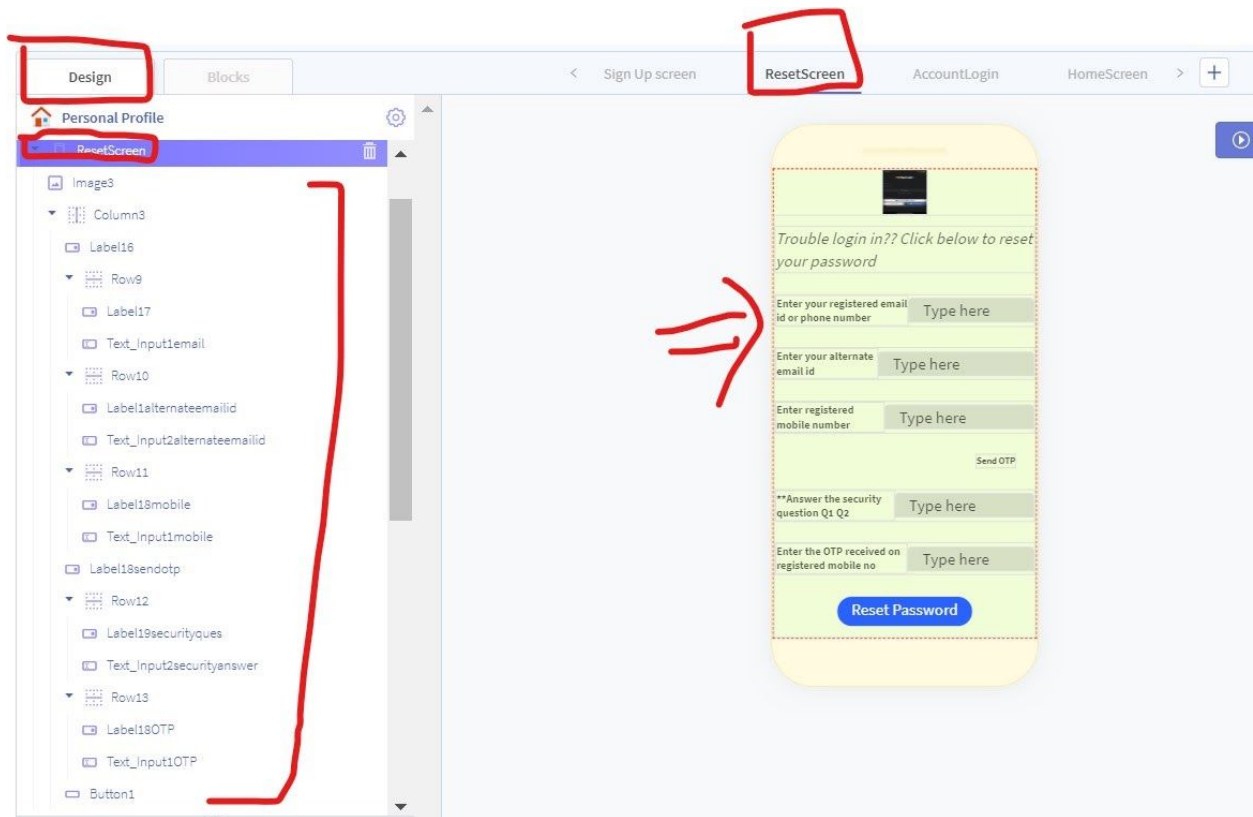 Design
Blocks
Sign Up screen
ResetScreen
AccountLogin
HomeScreen
Personal Profile
ResetScreen
Image3
Column3
Label16
Row9
Label17
Text_Input1email
Row10
Label1alternateemailid
Text_Input2alternateemailid
Row11
Label18mobile
Text_Input1mobile
Label18sendotp
Row12
Label19securityques
Text_Input2securityanswer
Row13
Label18OTP
Text_Input1OTP
Button1
Trouble login in?? Click below to reset
your password
Enter your registered email
id or phone number
Type here
Enter your alternate
email id
Type here
Enter registered
mobile number
Type here
Send OTP
**Answer the security
question Q1 Q2
Type here
Enter the OTP received on
registered mobile no
Type here
Reset Password